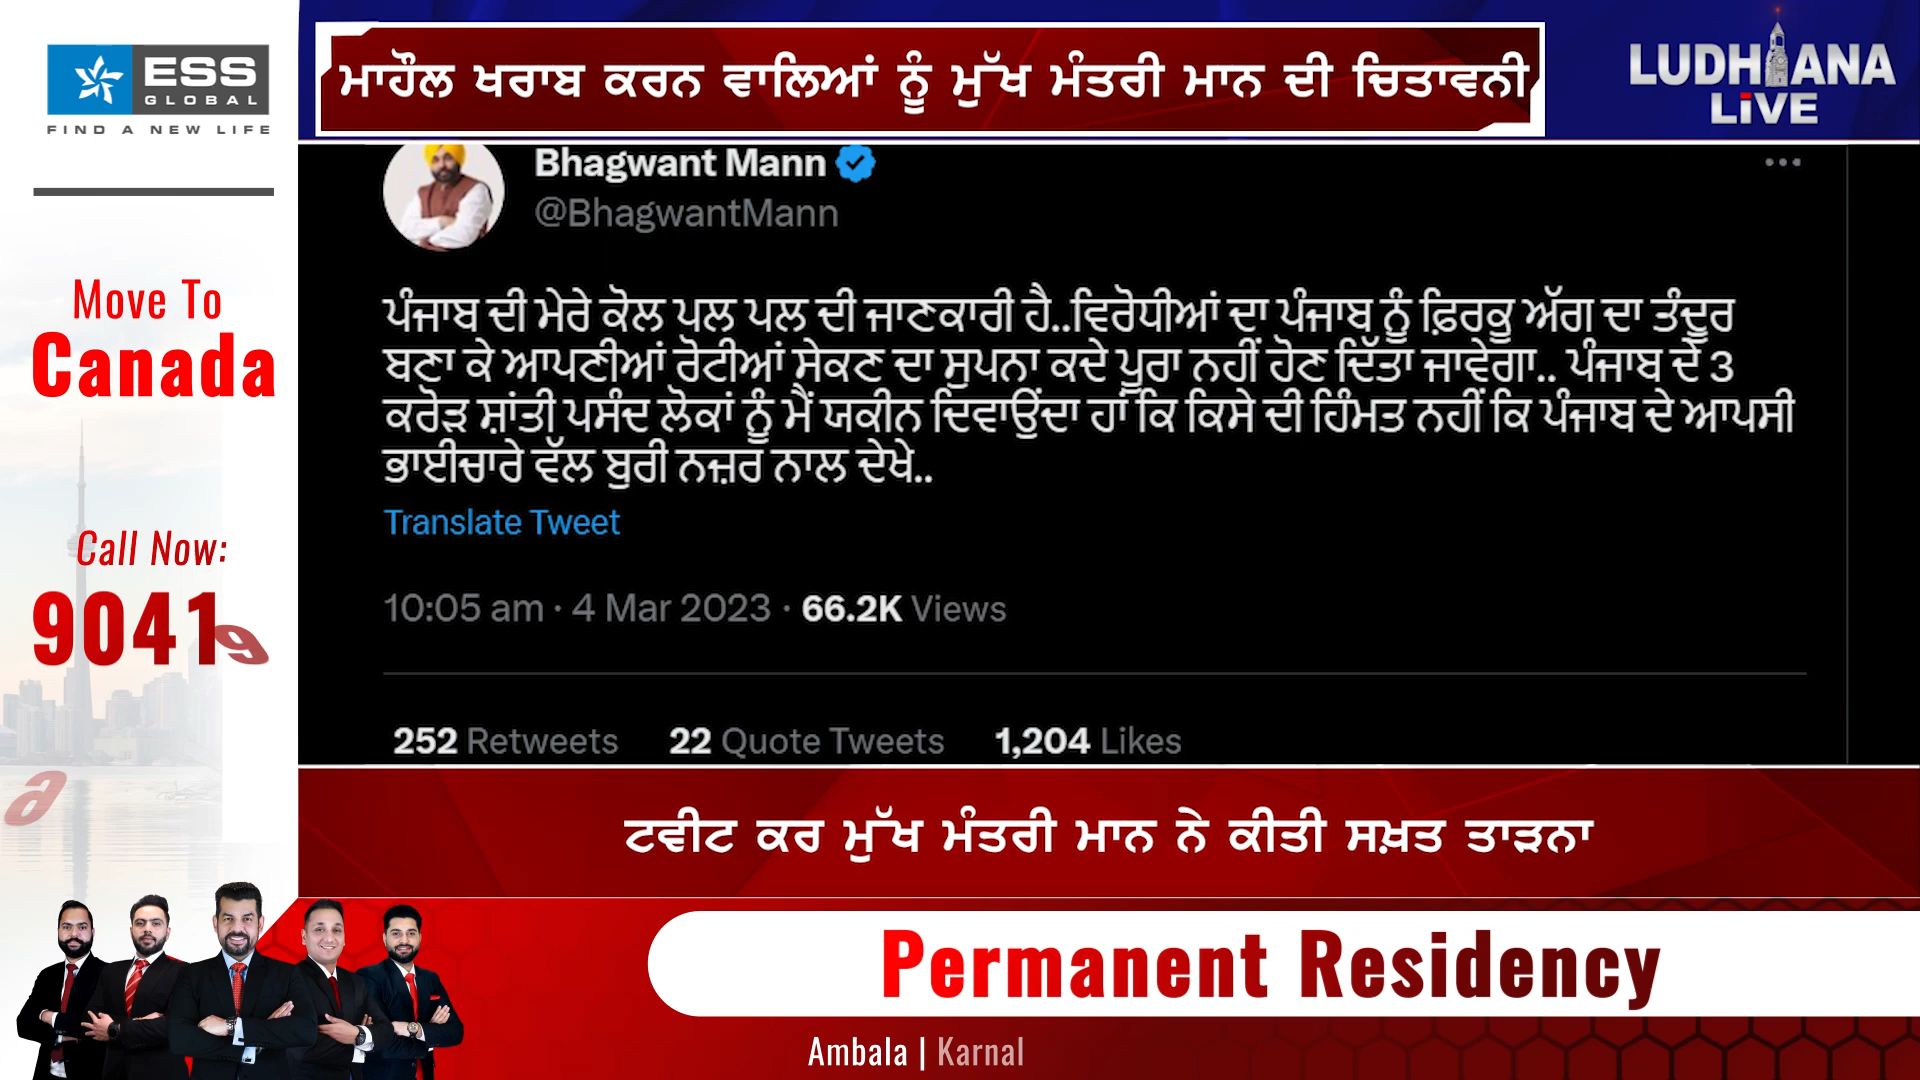 ESS
GLOBAL
FIND A NEW LIFE
ਮਾਹੌਲ ਖਰਾਬ ਕਰਨ ਵਾਲਿਆਂ ਨੂੰ ਮੁੱਖ ਮੰਤਰੀ ਮਾਨ ਦੀ ਚਿਤਾਵਨੀ
LUDHIANA
LiVE
Bhagwant Mann
@BhagwantMann
ਪੰਜਾਬ ਦੀ ਮੇਰੇ ਕੋਲ ਪਲ ਪਲ ਦੀ ਜਾਣਕਾਰੀ ਹੈ..ਵਿਰੋਧੀਆਂ ਦਾ ਪੰਜਾਬ ਨੂੰ ਫ਼ਿਰਕੂ ਅੱਗ ਦਾ ਤੰਦੂਰ
ਬਣਾ ਕੇ ਆਪਣੀਆਂ ਰੋਟੀਆਂ ਸੇਕਣ ਦਾ ਸੁਪਨਾ ਕਦੇ ਪੂਰਾ ਨਹੀਂ ਹੋਣ ਦਿੱਤਾ ਜਾਵੇਗਾ.. ਪੰਜਾਬ ਦੇ 3
ਕਰੋੜ ਸ਼ਾਂਤੀ ਪਸੰਦ ਲੋਕਾਂ ਨੂੰ ਮੈਂ ਯਕੀਨ ਦਿਵਾਉਂਦਾ ਹਾਂ ਕਿ ਕਿਸੇ ਦੀ ਹਿੰਮਤ ਨਹੀਂ ਕਿ ਪੰਜਾਬ ਦੇ ਆਪਸੀ
ਭਾਈਚਾਰੇ ਵੱਲ ਬੁਰੀ ਨਜ਼ਰ ਨਾਲ ਦੇਖੇ..
Translate Tweet
10:05 am · 4 Mar 2023 · 66.2K Views
252 Retweets 22 Quote Tweets 1,204 Likes
ਟਵੀਟ ਕਰ ਮੁੱਖ ਮੰਤਰੀ ਮਾਨ ਨੇ ਕੀਤੀ ਸਖ਼ਤ ਤਾੜਨਾ
Move To
Canada
Call Now:
90419
Permanent Residency
Ambala | Karnal